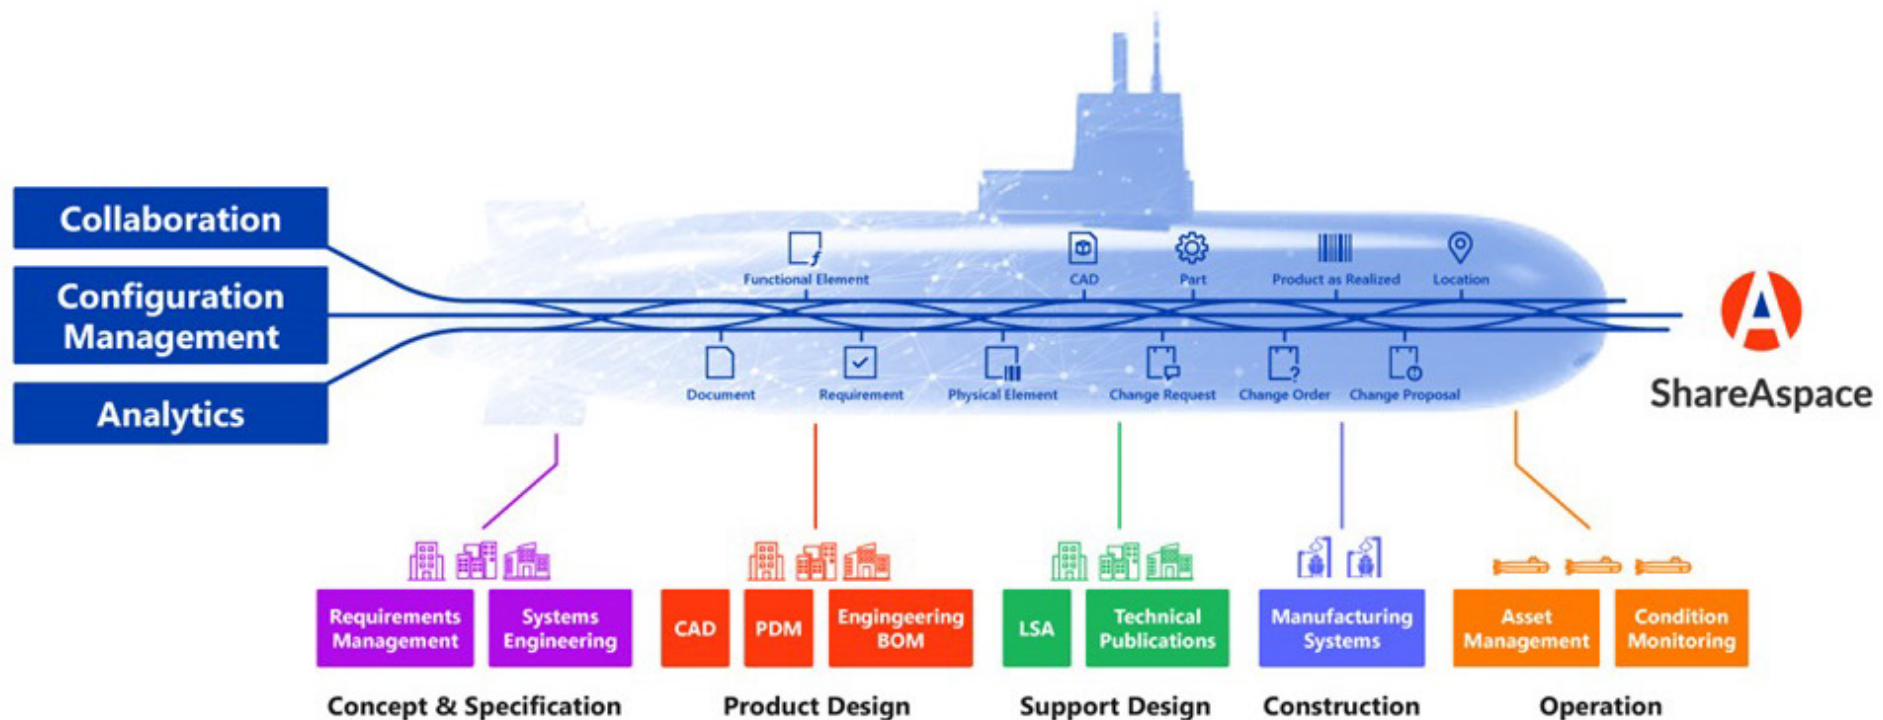 Collaboration
Configuration
Management
Analytics
Functional Element
CAD
Part
Product as Realized
Location
Document
Requirement
Physical Element
Change Request
Change Order
Change Proposal
ShareAspace
Requirements
Management
Systems
Engineering
CAD
PDM
Engingeering
BOM
LSA
Technical
Publications
Manufacturing
Systems
Asset
Management
Condition
Monitoring
Concept & Specification
Product Design
Support Design
Construction
Operation